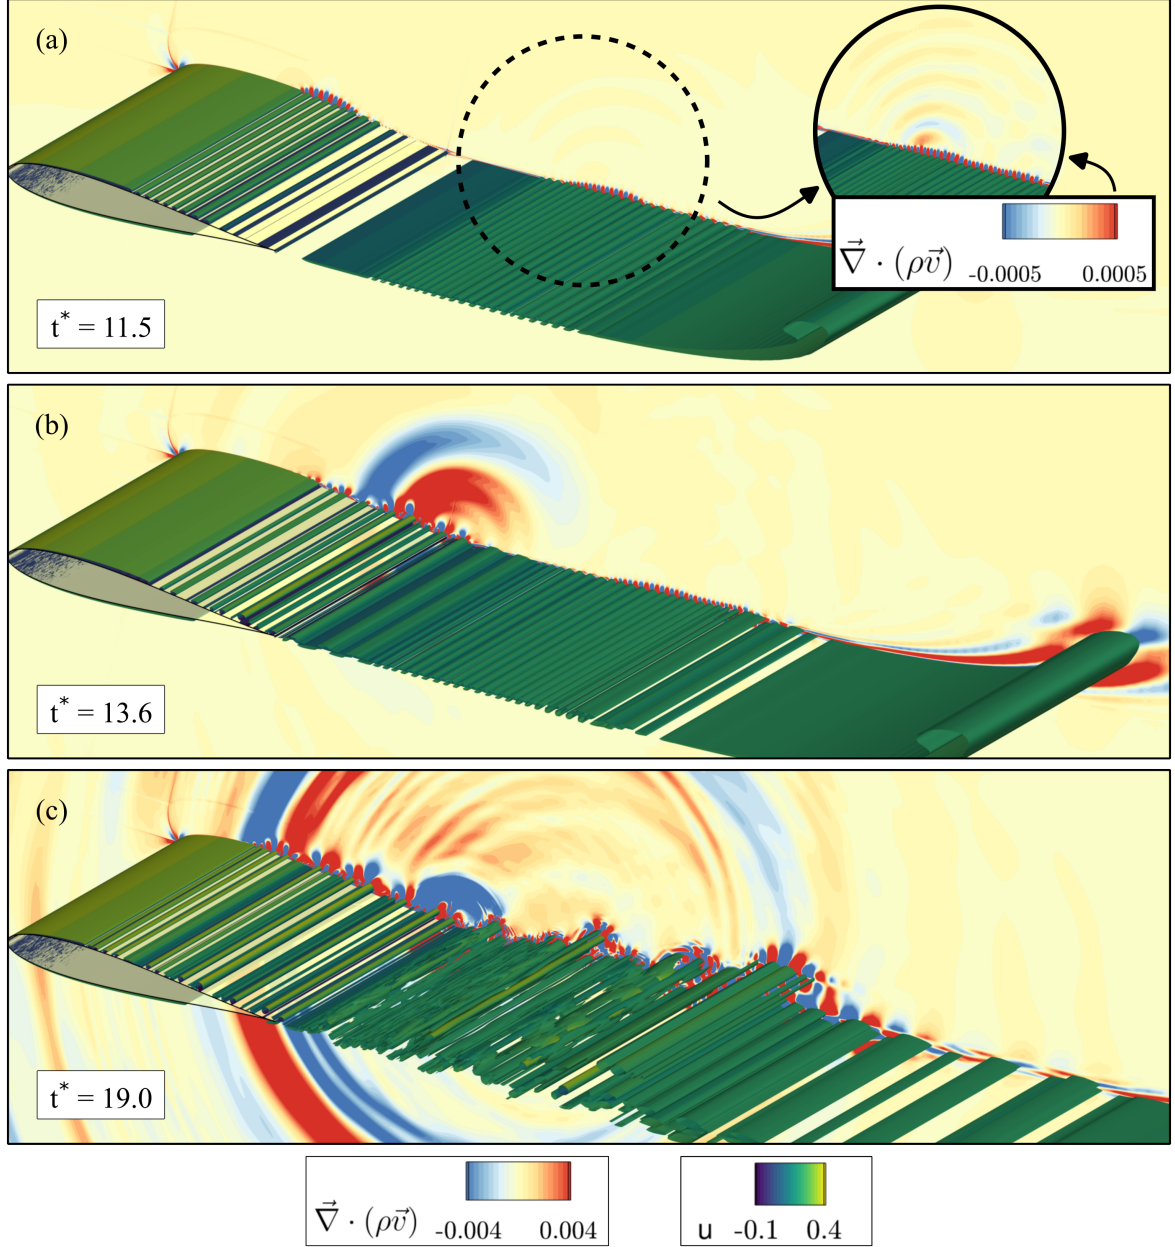 (a)
∇⃗ · (ρv⃗) -0.0005 0.0005
t* = 11.5
(b)
t* = 13.6
(c)
t* = 19.0
∇⃗ · (ρv⃗) -0.004 0.004
u -0.1 0.4